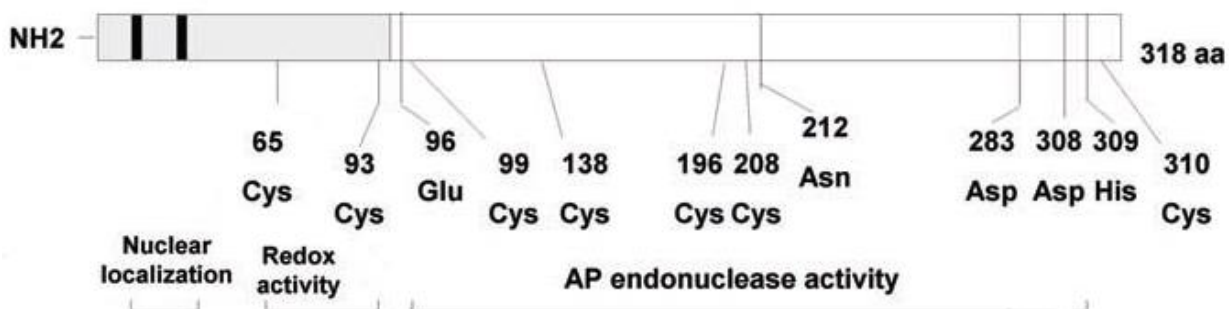 NH2
318 aa
65
Cys
93
Cys
96
Glu
99
Cys
138
Cys
196
Cys
208
Cys
212
Asn
283
Asp
308
Asp
309
His
310
Cys
Nuclear
localization
Redox
activity
AP endonuclease activity